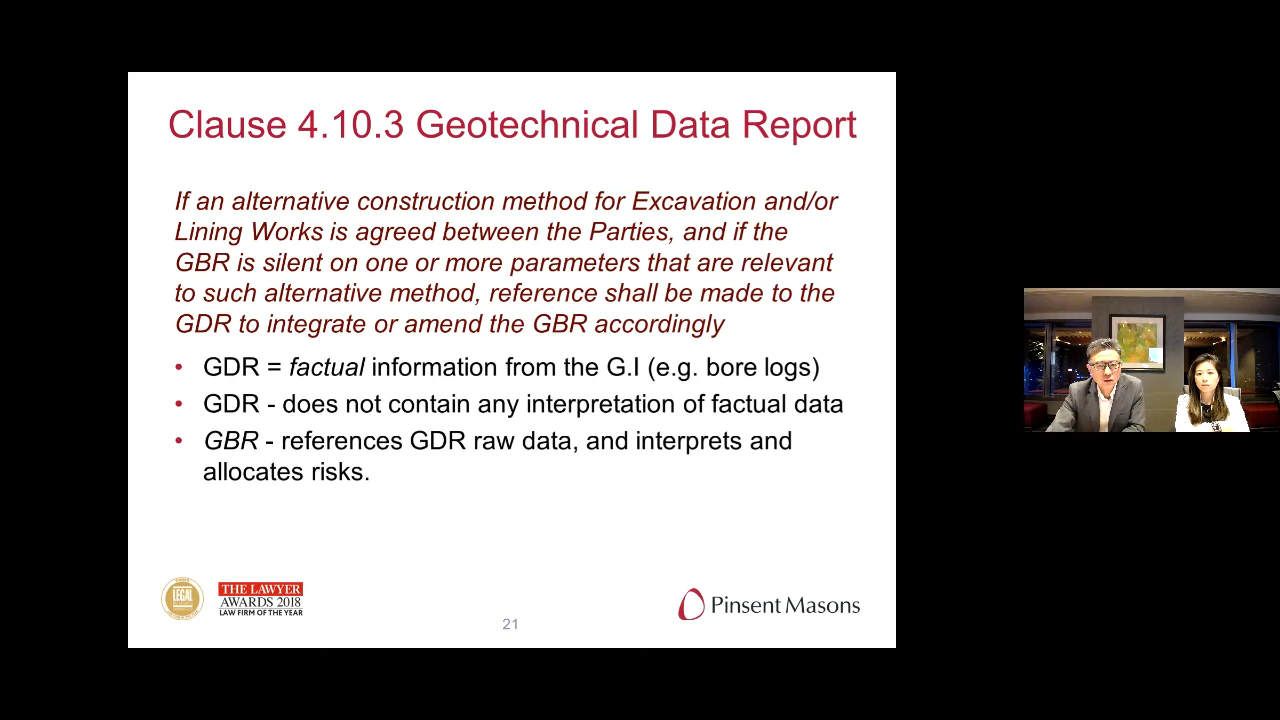 Clause 4.10.3 Geotechnical Data Report
If an alternative construction method for Excavation and/or
Lining Works is agreed between the Parties, and if the
GBR is silent on one or more parameters that are relevant
to such alternative method, reference shall be made to the
GDR to integrate or amend the GBR accordingly
• GDR = factual information from the G.I (e.g. bore logs)
• GDR - does not contain any interpretation of factual data
• GBR - references GDR raw data, and interprets and
allocates risks.
LEGAL
THE LAWYER
AWARDS 2018
LAW FIRM OF THE YEAR
Pinsent Masons
21